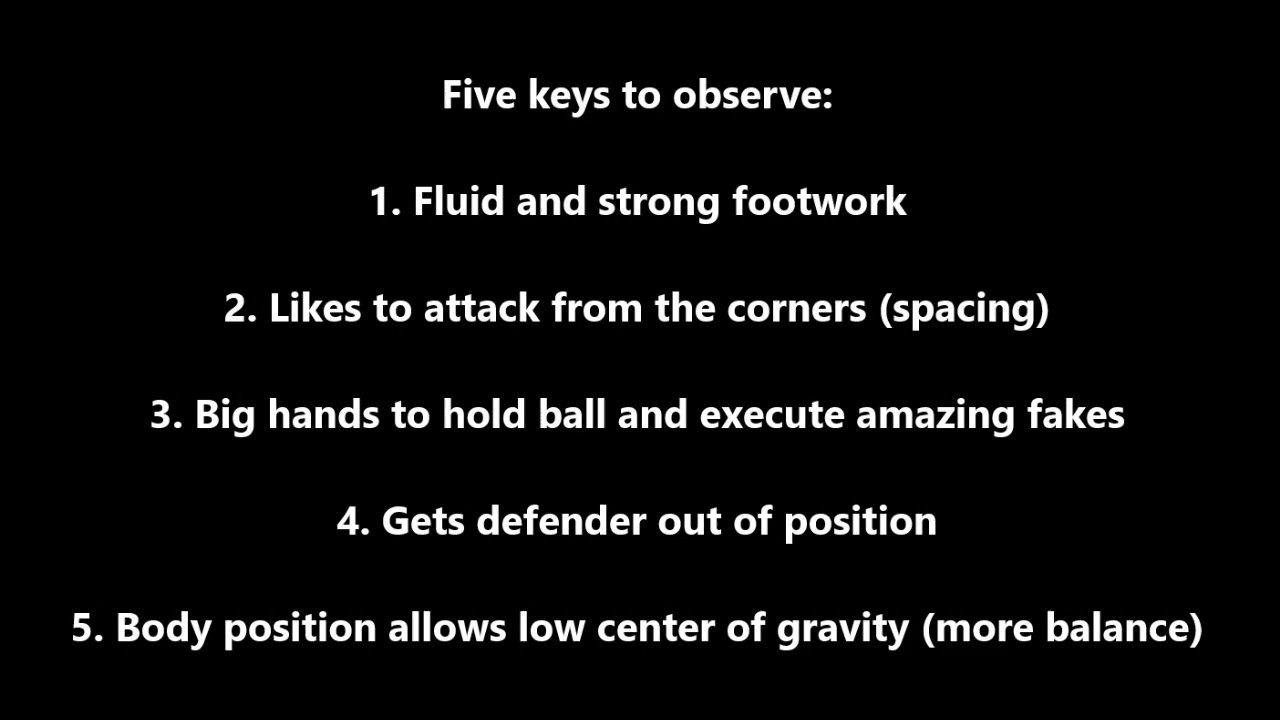 Five keys to observe:
1. Fluid and strong footwork
2. Likes to attack from the corners (spacing)
3. Big hands to hold ball and execute amazing fakes
4. Gets defender out of position
5. Body position allows low center of gravity (more balance)